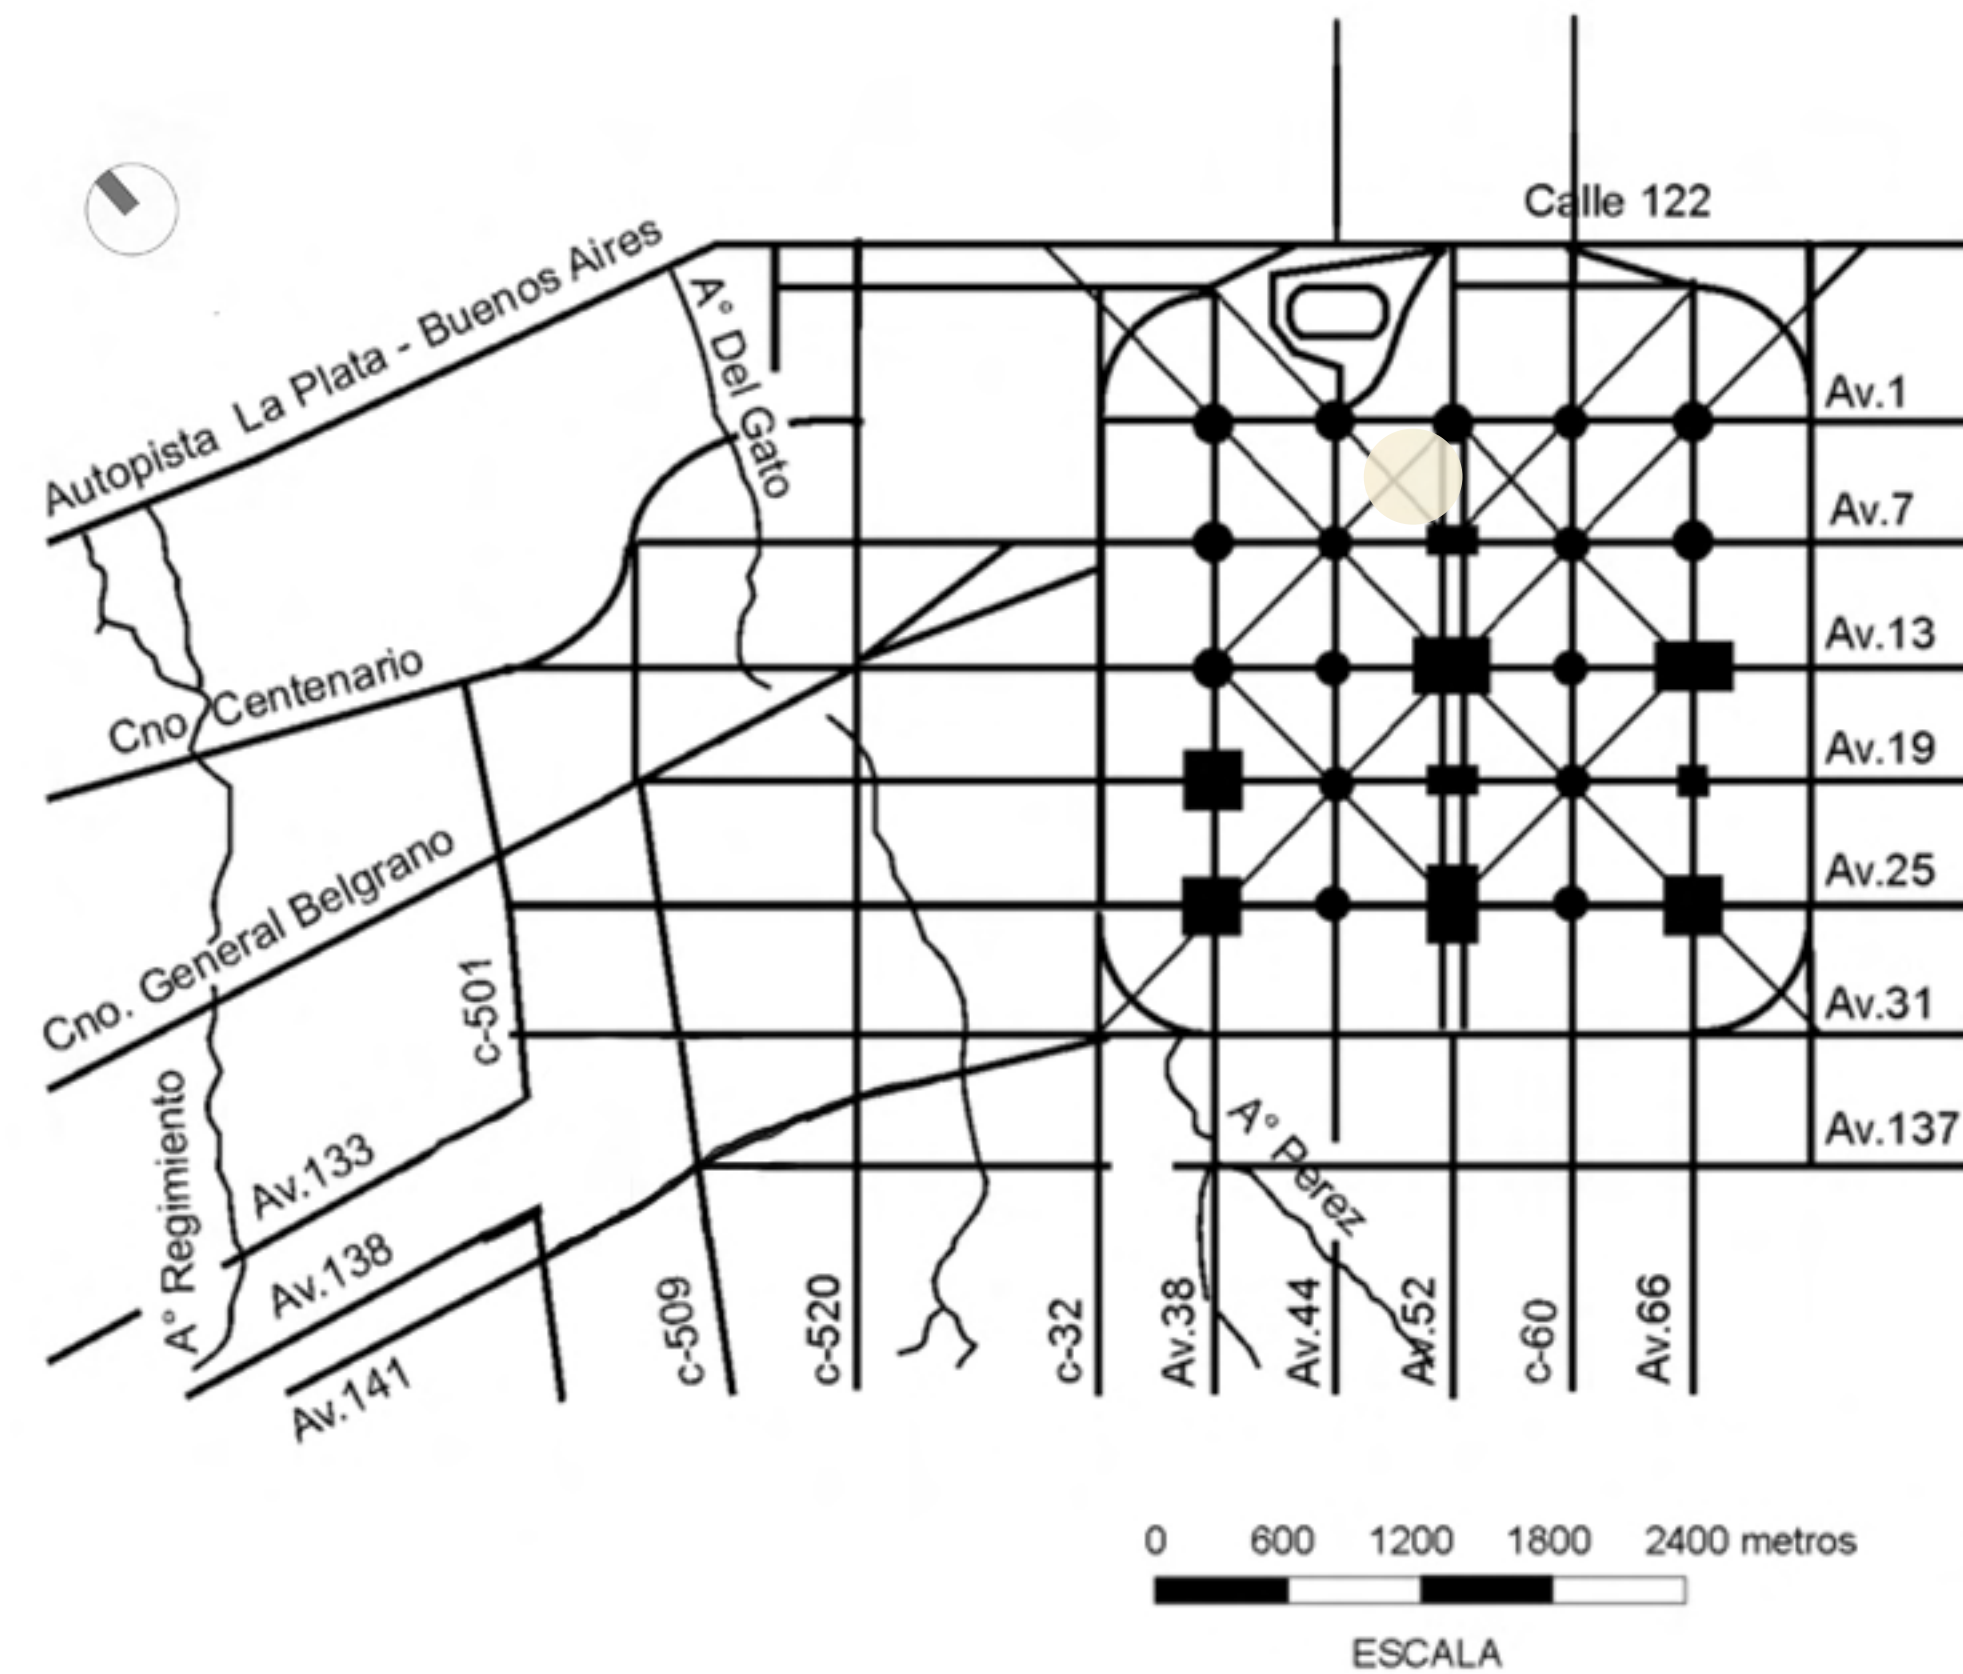 Calle 122
Autopista La Plata - Buenos Aires
A° Del Gato
Av.1
Av.7
Av.13
Cno Centenario
Av.19
Cno. General Belgrano
Av.25
c-501
Av.31
A° Regimiento
Av.133
A° Perez
Av.137
Av.138
Av.141
c-509
c-520
c-32
Av.38
Av.44
Av.52
c-60
Av.66
0 600 1200 1800 2400 metros
ESCALA